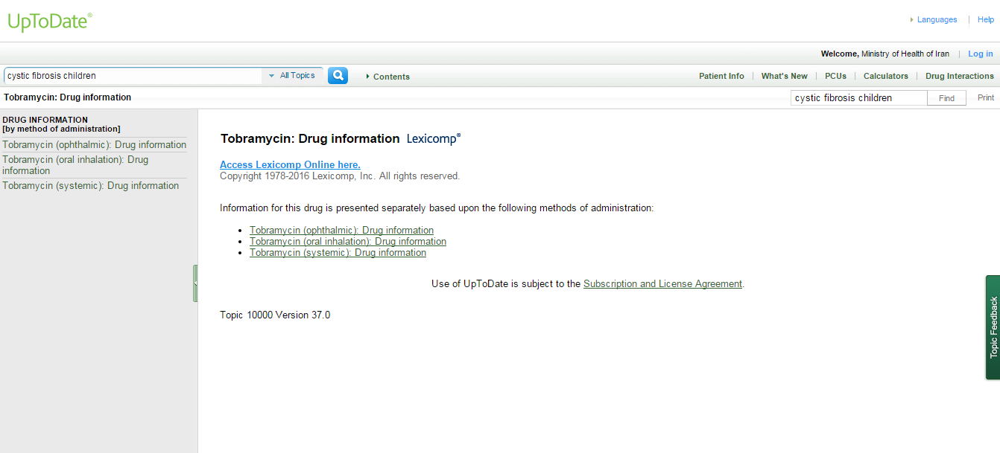 UpToDate®
Languages | Help
Welcome, Ministry of Health of Iran | Log in
cystic fibrosis children All Topics Contents
Patient Info | What's New | PCUs | Calculators | Drug Interactions
Tobramycin: Drug information
cystic fibrosis children Find Print
DRUG INFORMATION
[by method of administration]
Tobramycin (ophthalmic): Drug information
Tobramycin (oral inhalation): Drug
information
Tobramycin (systemic): Drug information
Tobramycin: Drug information Lexicomp®
Access Lexicomp Online here.
Copyright 1978-2016 Lexicomp, Inc. All rights reserved.
Information for this drug is presented separately based upon the following methods of administration:
• Tobramycin (ophthalmic): Drug information
• Tobramycin (oral inhalation): Drug information
• Tobramycin (systemic): Drug information
Use of UpToDate is subject to the Subscription and License Agreement.
Topic 10000 Version 37.0
Topic Feedback